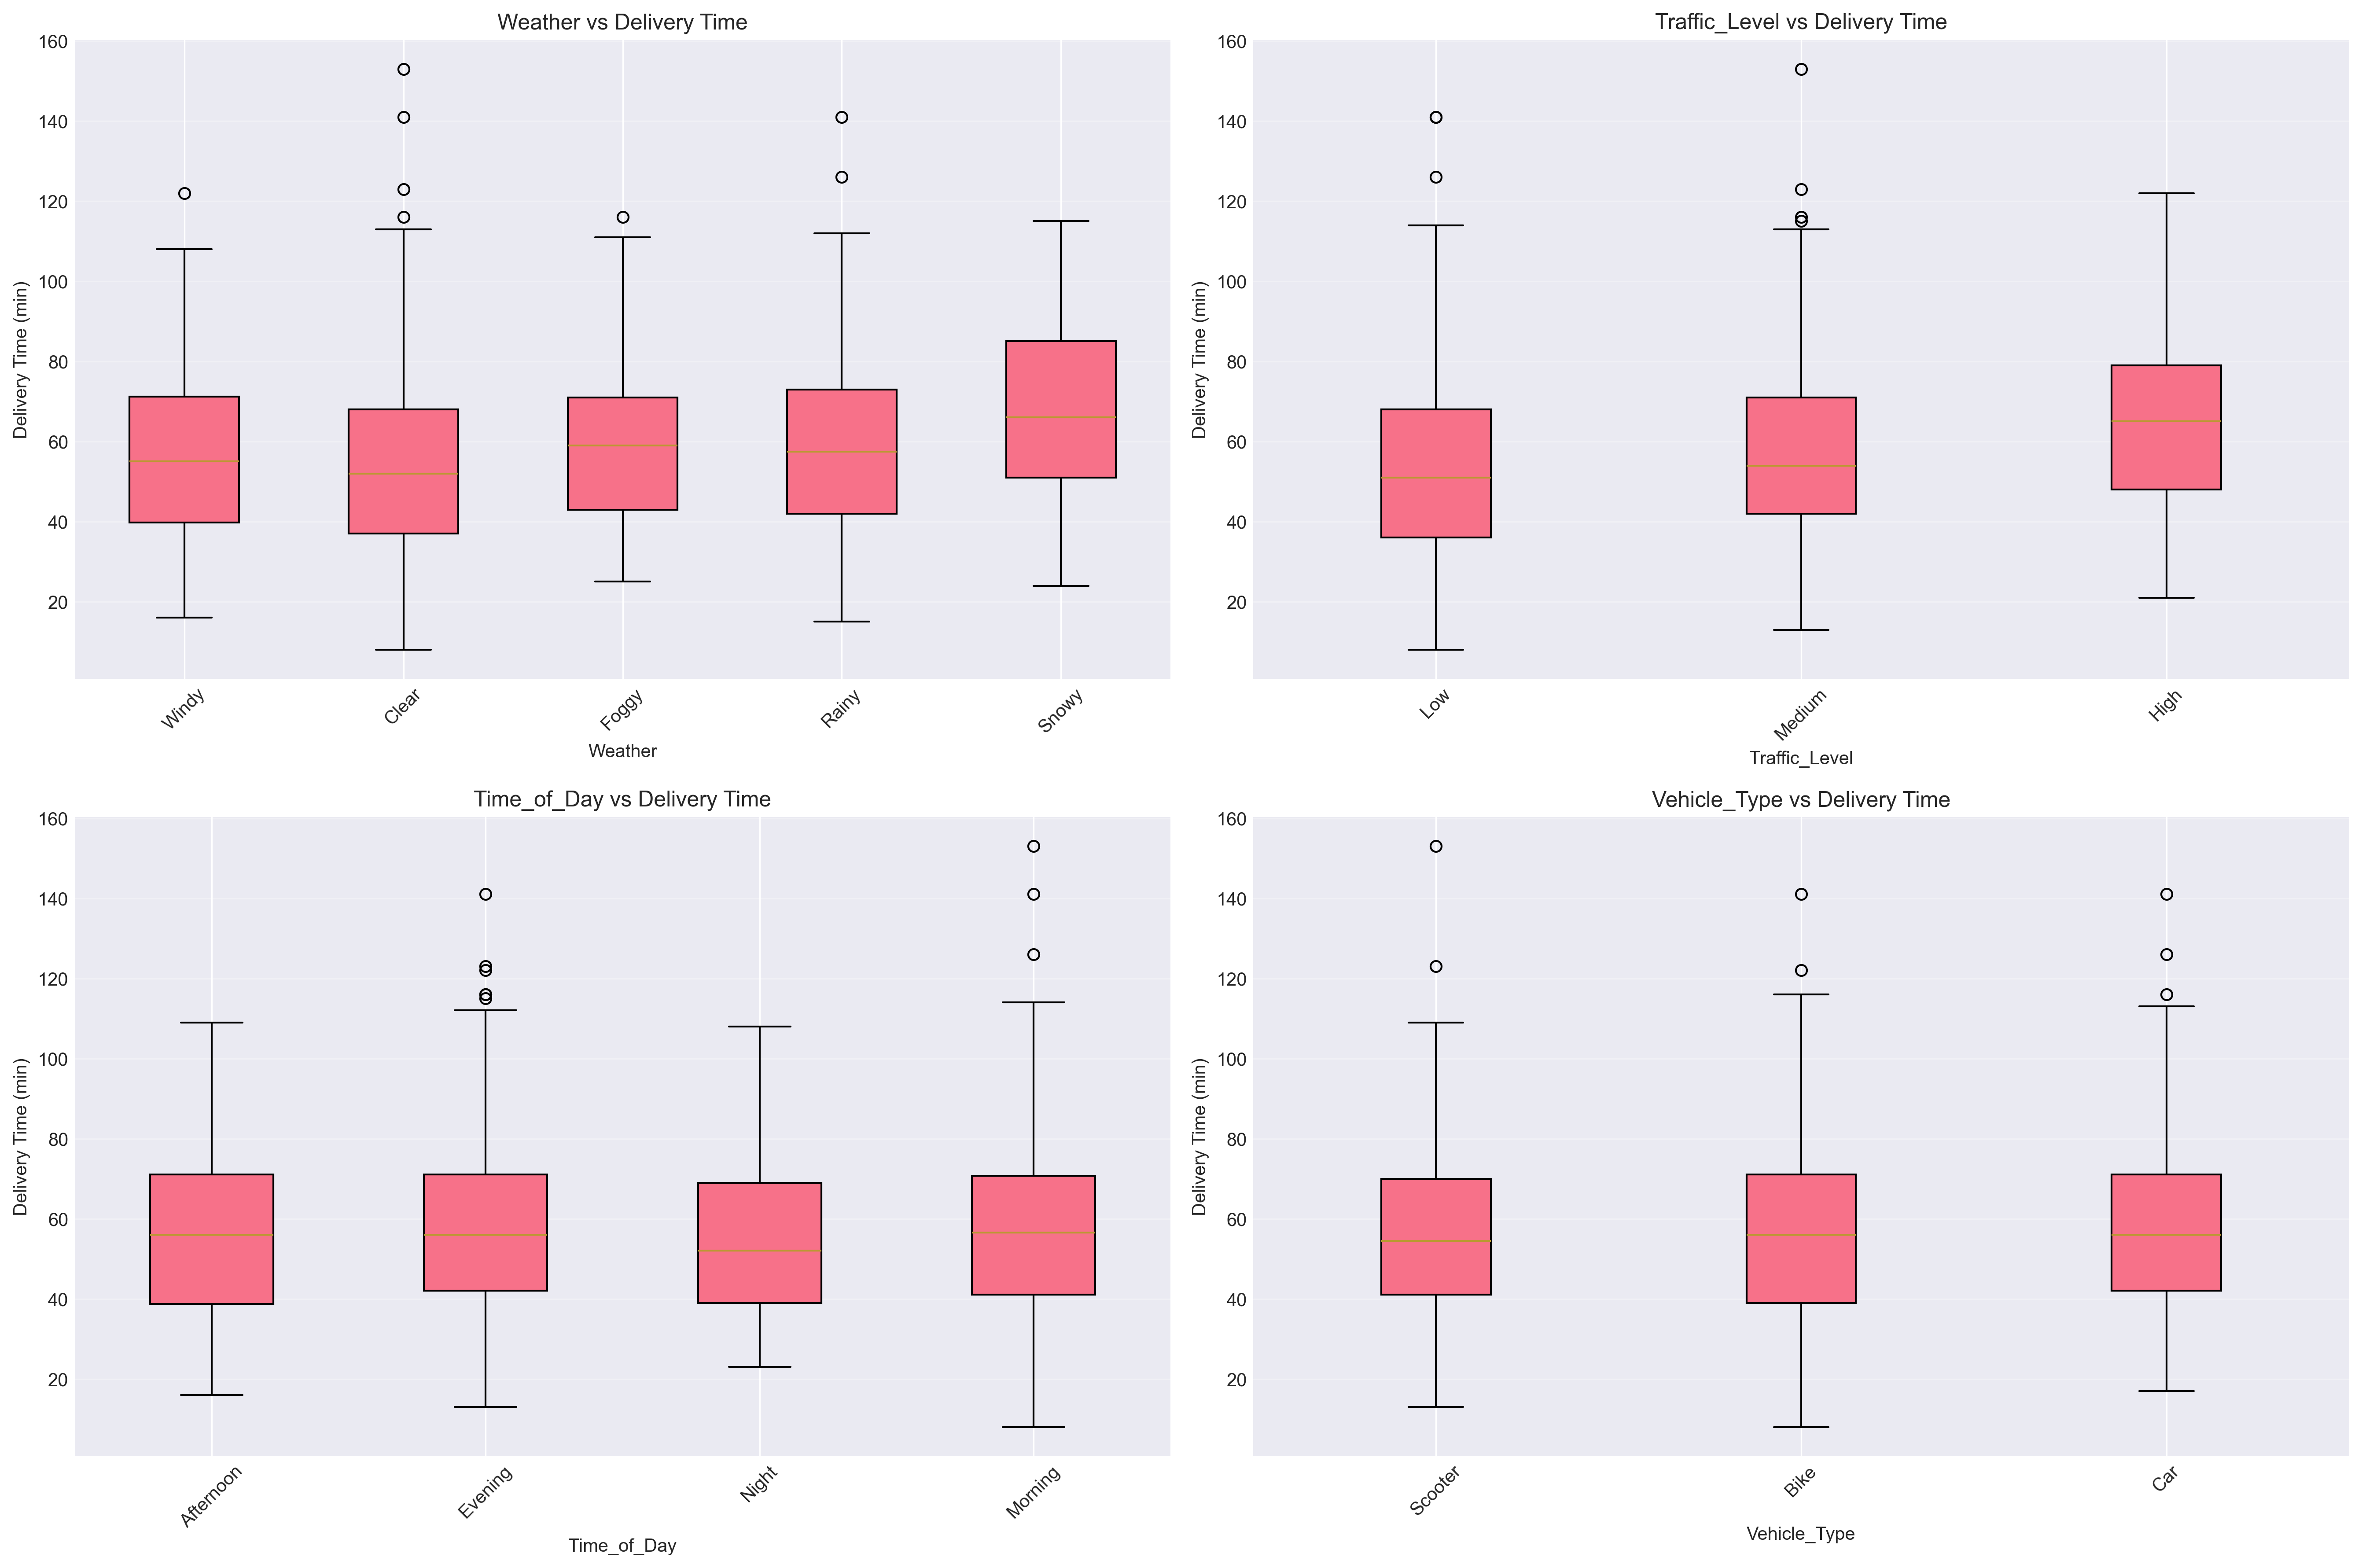 Weather vs Delivery Time
160
140
120
100
80
60
40
20
Delivery Time (min)
Windy
Clear
Foggy
Rainy
Snowy
Weather
Traffic_Level vs Delivery Time
160
140
120
100
80
60
40
20
Delivery Time (min)
Low
Medium
High
Traffic_Level
Time_of_Day vs Delivery Time
160
140
120
100
80
60
40
20
Delivery Time (min)
Afternoon
Evening
Night
Morning
Time_of_Day
Vehicle_Type vs Delivery Time
160
140
120
100
80
60
40
20
Delivery Time (min)
Scooter
Bike
Car
Vehicle_Type